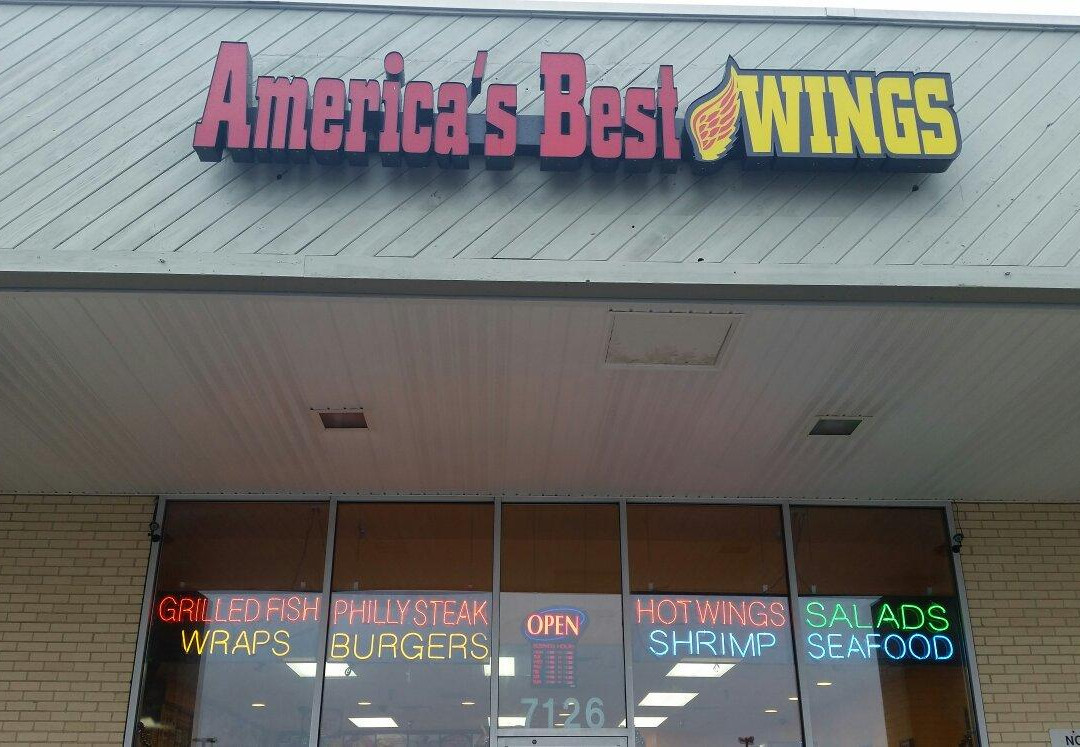 America's Best WINGS
GRILLED FISH
WRAPS
PHILLY STEAK
BURGERS
OPEN
7126
HOT WINGS
SHRIMP
SALADS
SEAFOOD